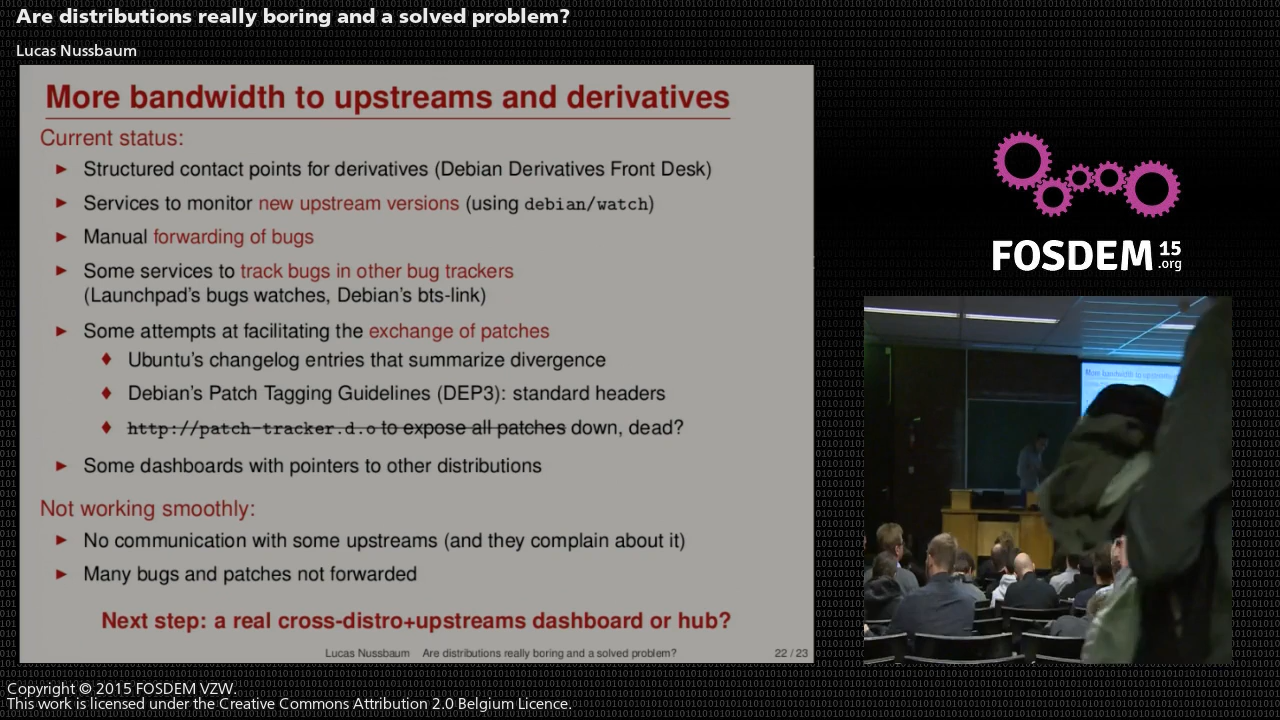 Are distributions really boring and a solved problem?
Lucas Nussbaum
More bandwidth to upstreams and derivatives
Current status:
► Structured contact points for derivatives (Debian Derivatives Front Desk)
► Services to monitor new upstream versions (using debian/watch)
► Manual forwarding of bugs
► Some services to track bugs in other bug trackers
(Launchpad's bugs watches, Debian's bts-link)
► Some attempts at facilitating the exchange of patches
♦ Ubuntu's changelog entries that summarize divergence
♦ Debian's Patch Tagging Guidelines (DEP3): standard headers
♦ http://patch-tracker.d.o to expose all patches down, dead?
► Some dashboards with pointers to other distributions
Not working smoothly:
► No communication with some upstreams (and they complain about it)
► Many bugs and patches not forwarded
Next step: a real cross-distro+upstreams dashboard or hub?
Lucas Nussbaum Are distributions really boring and a solved problem? 22 / 23
FOSDEM 15
.org
More bandwidth to upstreams
Copyright © 2015 FOSDEM VZW.
This work is licensed under the Creative Commons Attribution 2.0 Belgium Licence.